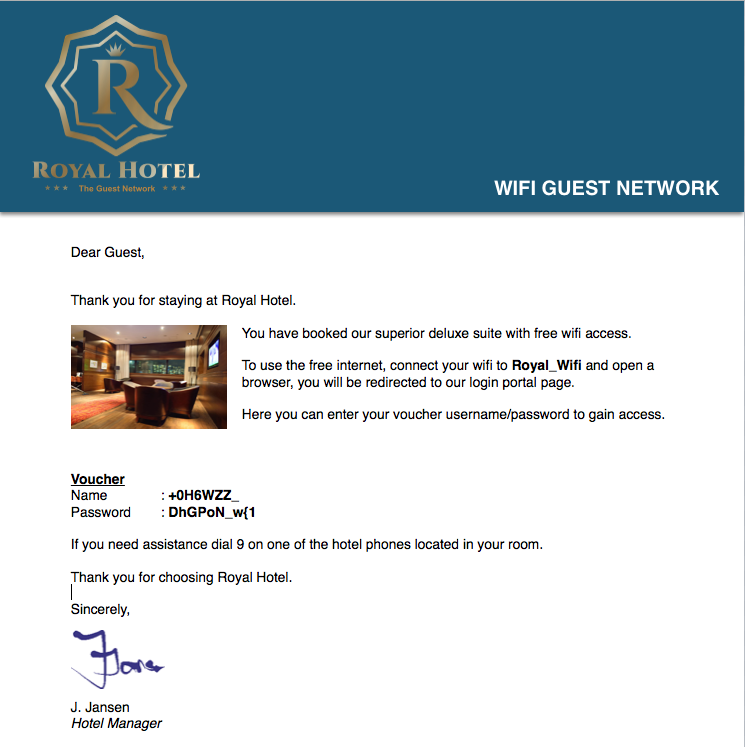 R
ROYAL HOTEL
★★★ The Guest Network ★★★
WIFI GUEST NETWORK
Dear Guest,
Thank you for staying at Royal Hotel.
You have booked our superior deluxe suite with free wifi access.
To use the free internet, connect your wifi to Royal_Wifi and open a
browser, you will be redirected to our login portal page.
Here you can enter your voucher username/password to gain access.
Voucher
Name : +0H6WZZ_
Password : DhGPoN_w{1
If you need assistance dial 9 on one of the hotel phones located in your room.
Thank you for choosing Royal Hotel.
Sincerely,
J. Jansen
Hotel Manager